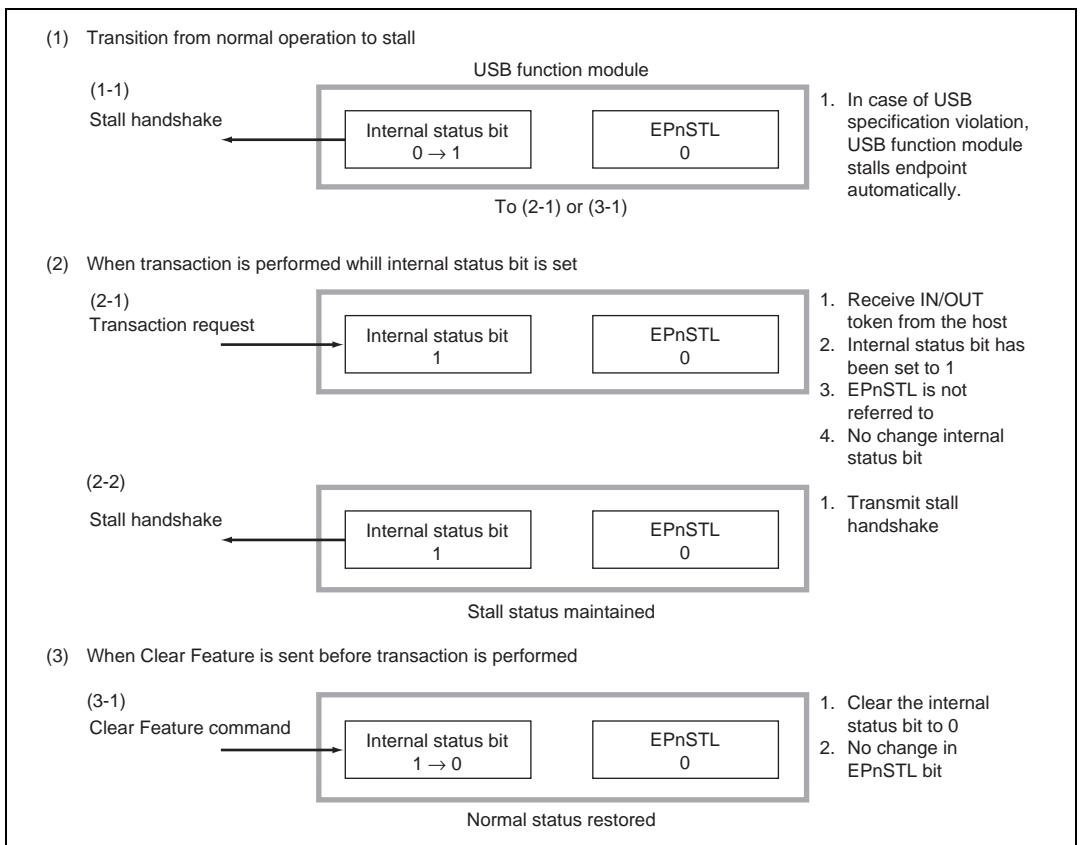 (1) Transition from normal operation to stall
USB function module
(1-1)
Stall handshake
Internal status bit
0 → 1
EPnSTL
0
1. In case of USB
specification violation,
USB function module
stalls endpoint
automatically.
To (2-1) or (3-1)
(2) When transaction is performed whill internal status bit is set
(2-1)
Transaction request
Internal status bit
1
EPnSTL
0
1. Receive IN/OUT
token from the host
2. Internal status bit has
been set to 1
3. EPnSTL is not
referred to
4. No change internal
status bit
(2-2)
Stall handshake
Internal status bit
1
EPnSTL
0
1. Transmit stall
handshake
Stall status maintained
(3) When Clear Feature is sent before transaction is performed
(3-1)
Clear Feature command
Internal status bit
1 → 0
EPnSTL
0
1. Clear the internal
status bit to 0
2. No change in
EPnSTL bit
Normal status restored